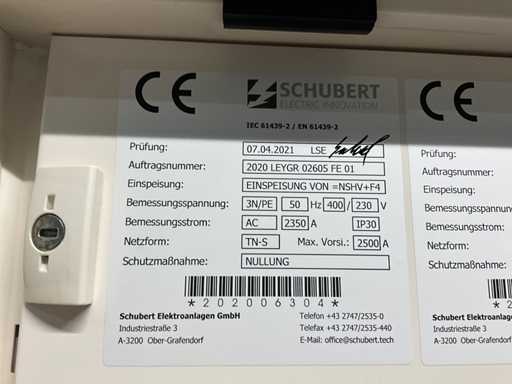 CE
SCHUBERT
ELECTRIC INNOVATION
IEC 61439-2 / EN 61439-2
Prüfung: 07.04.2021 LSE
Auftragsnummer: 2020 LEYGR 02605 FE 01
Einspeisung: EINSPEISUNG VON =NSHV+F4
Bemessungsspannung: 3N/PE 50 Hz 400 / 230 V
Bemessungsstrom: AC 2350 A IP30
Netzform: TN-S Max. Vorsi.: 2500 A
Schutzmaßnahme: NULLUNG
*202006304*
Schubert Elektroanlagen GmbH
Industriestraße 3
A-3200 Ober-Grafendorf
Telefon +43 2747/2535-0
Telefax +43 2747/2535-440
E-Mail: office@schubert.tech
CE
Prüfung:
Auftragsnummer:
Einspeisung:
Bemessungsspannun
Bemessungsstrom:
Netzform:
Schutzmaßnahme:
*2
Schubert Elektroanlagen
Industriestraße 3
A-3200 Ober-Grafendorf